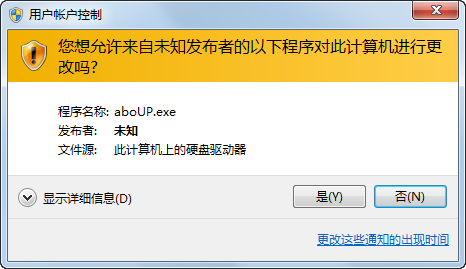 用户帐户控制
您想允许来自未知发布者的以下程序对此计算机进行更
改吗?
程序名称: aboUP.exe
发布者: 未知
文件源: 此计算机上的硬盘驱动器
显示详细信息(D)
是(Y)
否(N)
更改这些通知的出现时间